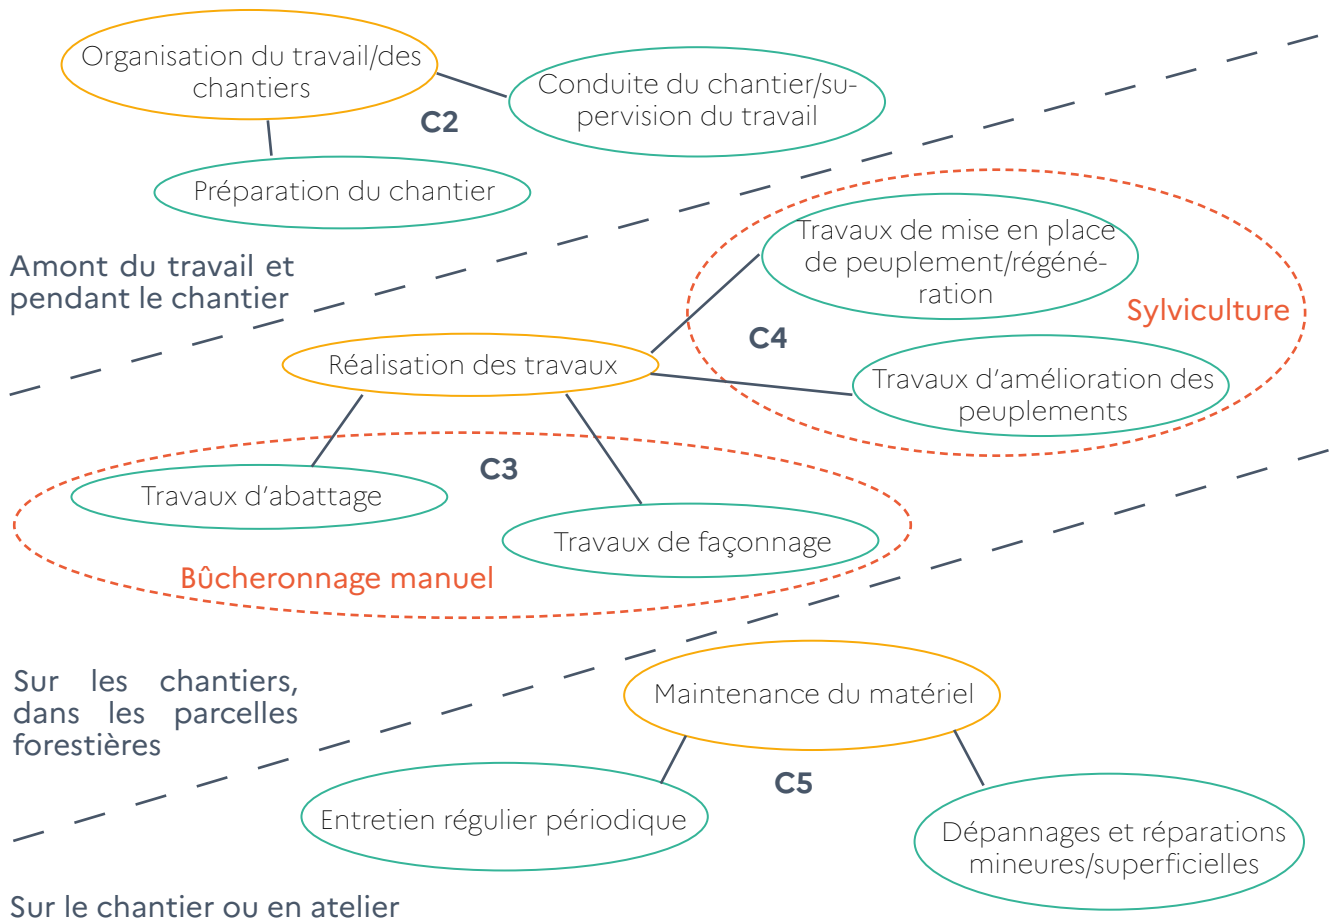 Organisation du travail/des
chantiers
Conduite du chantier/su-
pervision du travail
C2
Préparation du chantier
Amont du travail et
pendant le chantier
Travaux de mise en place
de peuplement/régéné-
ration
Sylviculture
C4
Réalisation des travaux
Travaux d'amélioration des
peuplements
C3
Travaux d'abattage
Travaux de façonnage
Bûcheronnage manuel
Sur les chantiers,
dans les parcelles
forestières
Maintenance du matériel
C5
Entretien régulier périodique
Dépannages et réparations
mineures/superficielles
Sur le chantier ou en atelier